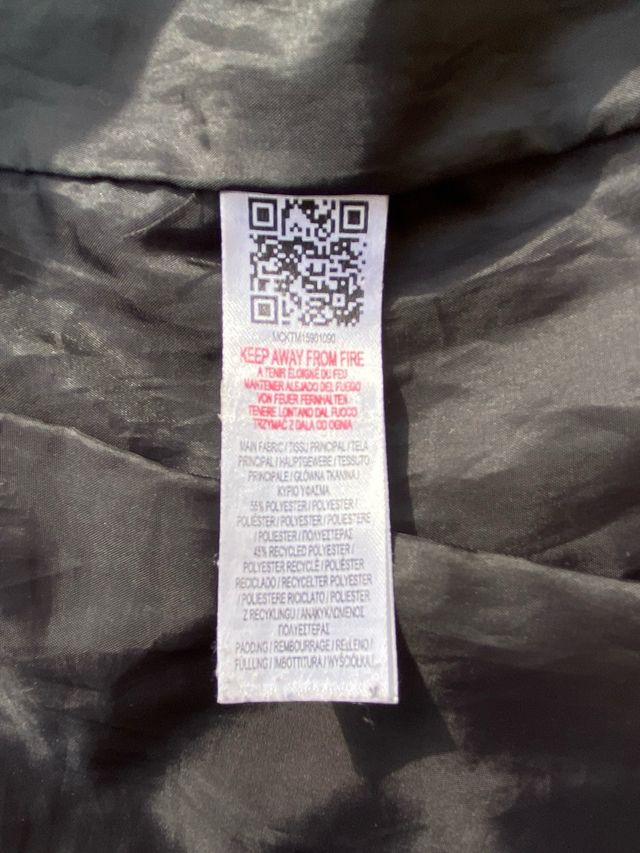 MCKTM15901090
KEEP AWAY FROM FIRE
A TENIR ÉLOIGNÉ DU FEU
MANTENER ALEJADO DEL FUEGO
VON FEUER FERNHALTEN
TENERE LONTANO DAL FUOCO
TRZYMAĆ Z DALA OD OGNIA
MAIN FABRIC / TISSU PRINCIPAL / TELA
PRINCIPAL / HAUPTGEWEBE / TESSUTO
PRINCIPALE / GŁÓWNA TKANINA /
ΚΥΡΙΟ ΥΦΑΣΜΑ
55% POLYESTER / POLYESTER /
POLIÉSTER / POLYESTER / POLIESTERE
/ POLIESTER / ΠΟΛΥΕΣΤΕΡΑΣ
45% RECYCLED POLYESTER /
POLYESTER RECYCLÉ / POLIÉSTER
RECICLADO / RECYCELTER POLYESTER
/ POLIESTERE RICICLATO / POLIESTER
Z RECYKLINGU / ΑΝΑΚΥΚΛΩΜΕΝΟΣ
ΠΟΛΥΕΣΤΕΡΑΣ
PADDING / REMBOURRAGE / RELLENO /
FÜLLUNG / IMBOTTITURA / WYŚCIÓŁKA /